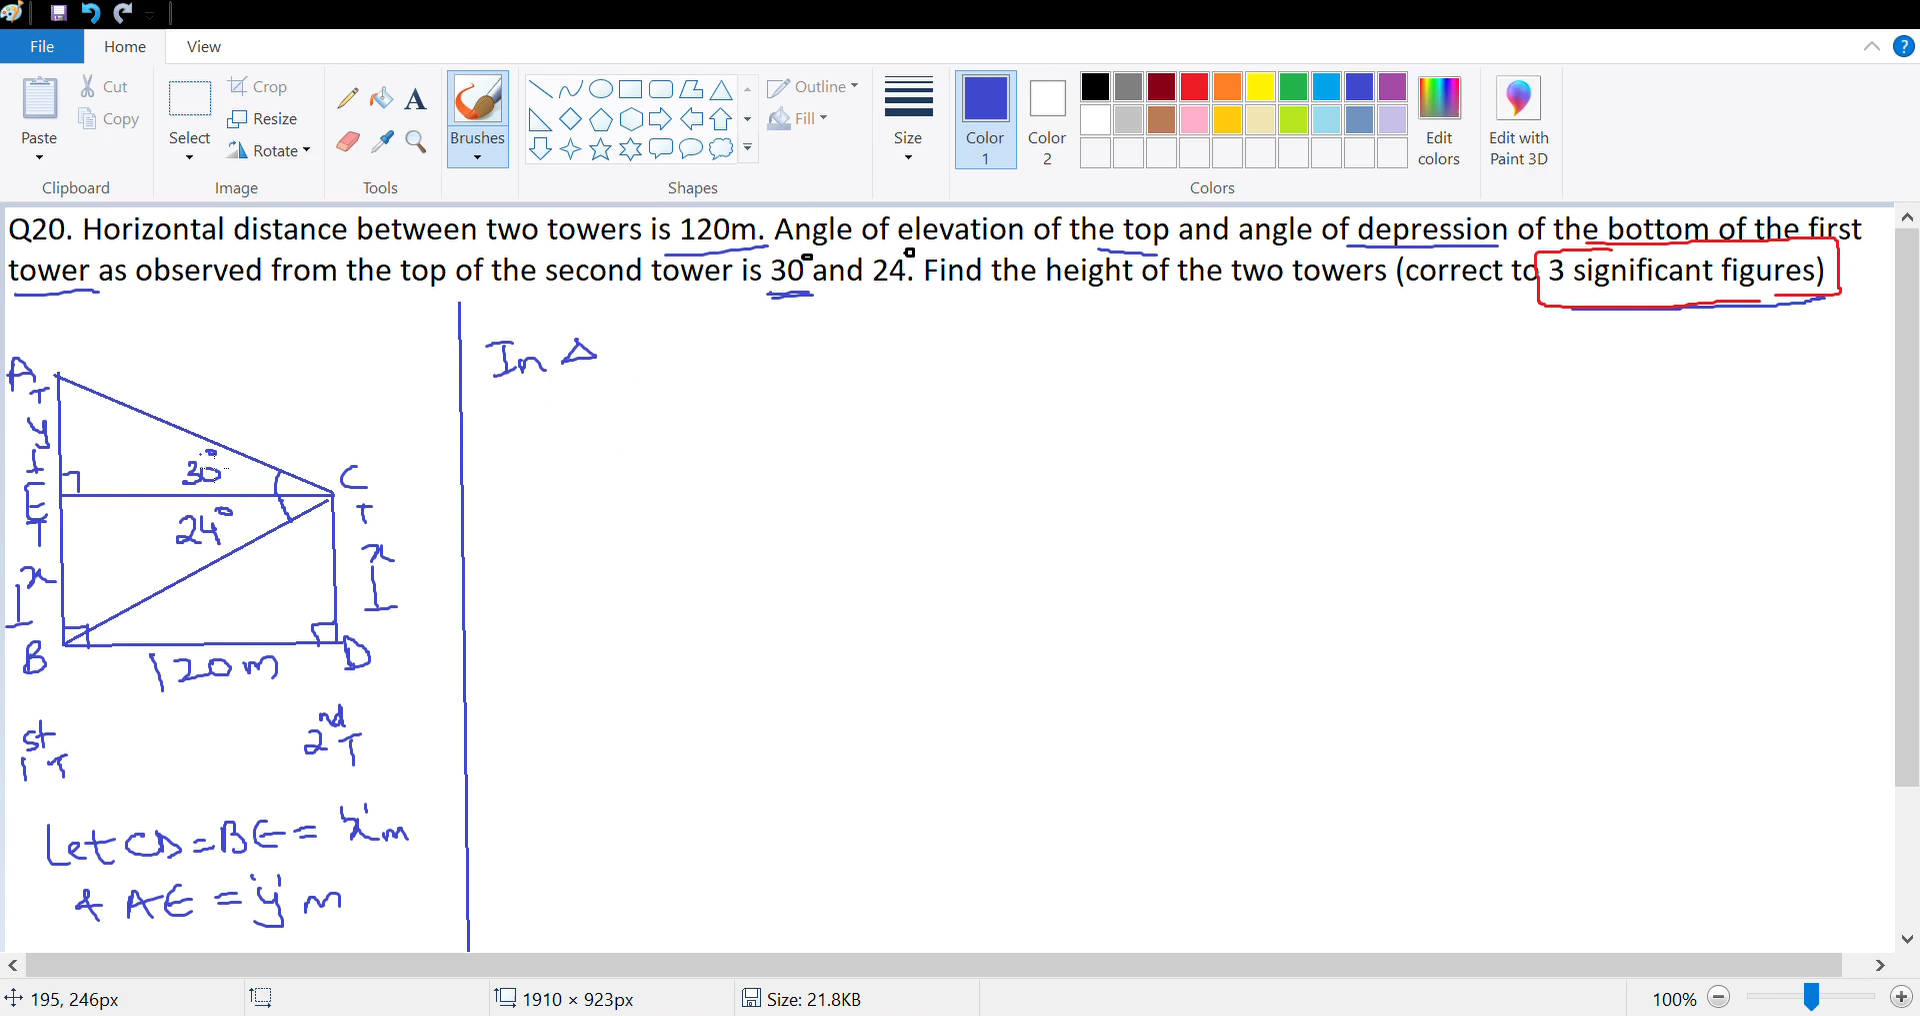 File Home View
Paste Cut Copy Clipboard
Select Crop Resize Rotate Image
A Tools
Brushes
Shapes
Outline Fill
Size
Color 1
Color 2
Edit colors
Colors
Edit with Paint 3D
?
Q20. Horizontal distance between two towers is 120m. Angle of elevation of the top and angle of depression of the bottom of the first
tower as observed from the top of the second tower is 30° and 24°. Find the height of the two towers (correct to 3 significant figures)
In △
A
y
30°
C
E
24°
x
x
B
120m
D
1st T
2nd T
Let CD = BE = 'x' m
& AE = 'y' m
195, 246px
1910 × 923px
Size: 21.8KB
100%